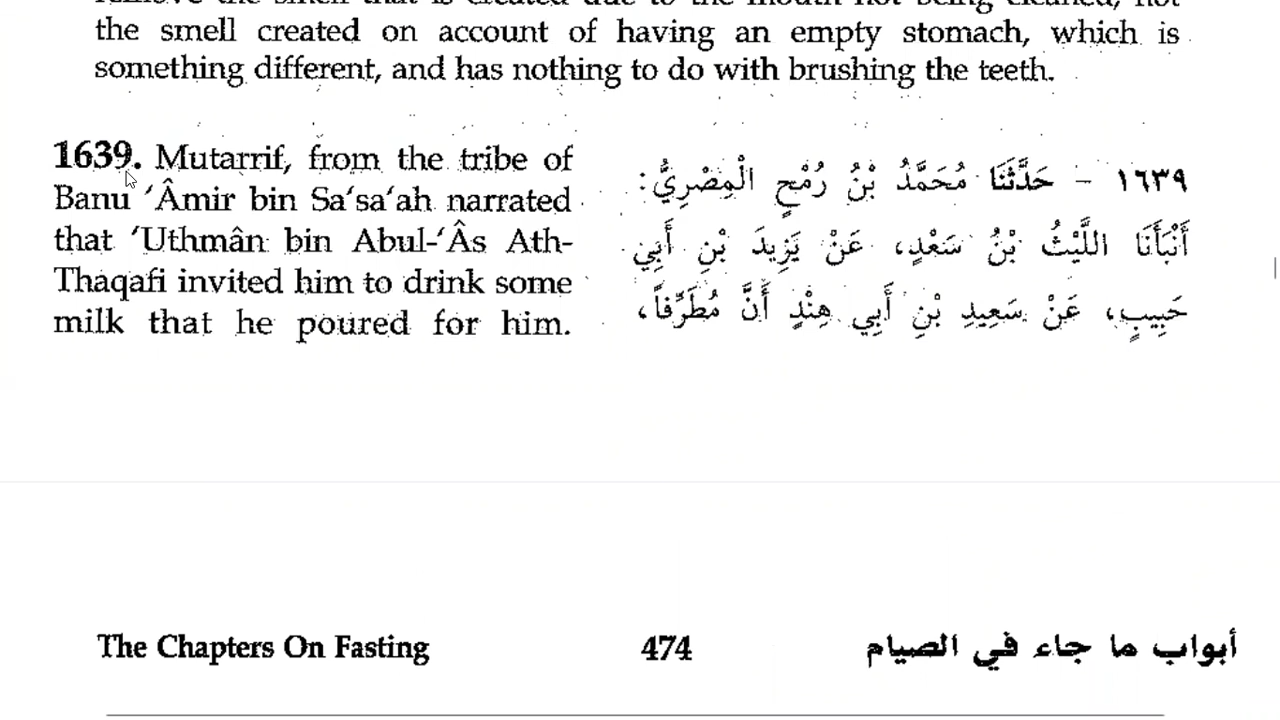 the smell created on account of having an empty stomach, which is
something different, and has nothing to do with brushing the teeth.
1639. Mutarrif, from the tribe of
Banu ‘Âmir bin Sa‘sa‘ah narrated
that ‘Uthmân bin Abul-‘Âs Ath-
Thaqafi invited him to drink some
milk that he poured for him.
١٦٣٩ - حَدَّثَنَا مُحَمَّدُ بْنُ رُمْحٍ الْمِصْرِيُّ:
أَنْبَأَنَا اللَّيْثُ بْنُ سَعْدٍ، عَنْ يَزِيدَ بْنِ أَبِي
حَبِيبٍ، عَنْ سَعِيدِ بْنِ أَبِي هِنْدٍ أَنَّ مُطَرِّفاً،
The Chapters On Fasting 474 أبواب ما جاء في الصيام